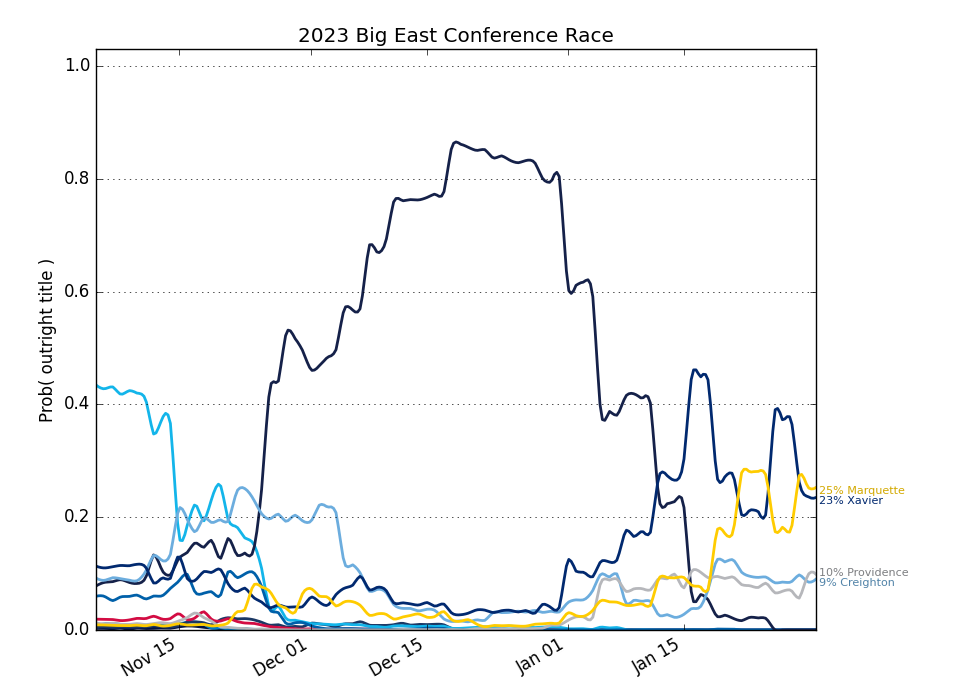 2023 Big East Conference Race
Prob( outright title )
1.0
0.8
0.6
0.4
0.2
0.0
25% Marquette
23% Xavier
10% Providence
9% Creighton
Nov 15
Dec 01
Dec 15
Jan 01
Jan 15